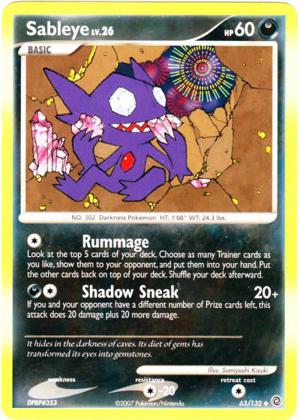 Sableye LV.26 HP 60
BASIC
NO. 302 Darkness Pokémon HT: 1'08" WT: 24.3 lbs.
Rummage
Look at the top 5 cards of your deck. Choose as many Trainer cards as
you like, show them to your opponent, and put them into your hand. Put
the other cards back on top of your deck. Shuffle your deck afterward.
Shadow Sneak 20+
If you and your opponent have a different number of Prize cards left, this
attack does 20 damage plus 20 more damage.
It hides in the darkness of caves. Its diet of gems has
transformed its eyes into gemstones.
Illus. Sumiyoshi Kizuki
weakness resistance retreat cost
-20
DPBP#353 ©2007 Pokémon/Nintendo 63/132